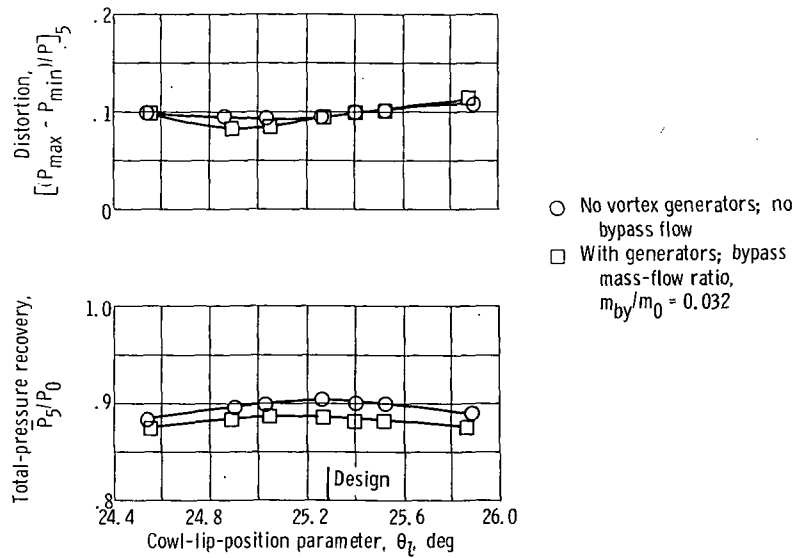 .2
.1
0
Distortion,
[(P_max - P_min)/P]_5
No vortex generators; no
bypass flow
With generators; bypass
mass-flow ratio,
m_by/m_0 = 0.032
1.0
.9
.8
Total-pressure recovery,
P̅_5/P_0
Design
24.4 24.8 25.2 25.6 26.0
Cowl-lip-position parameter, θ_l, deg